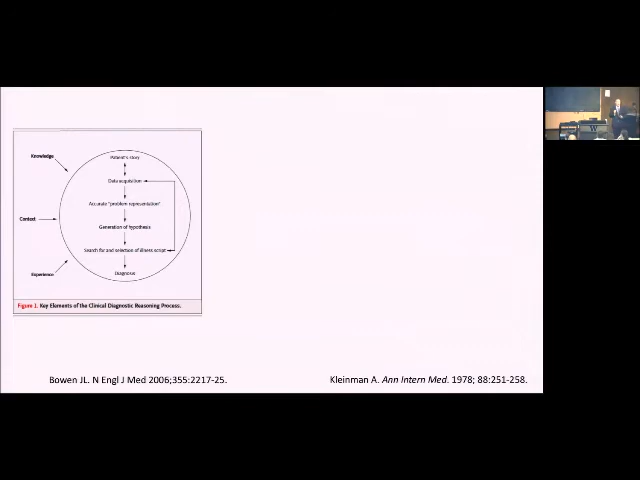 Patient's story
Knowledge
Data acquisition
Accurate "problem representation"
Context
Generation of hypothesis
Search for and selection of illness script
Experience
Diagnosis
Figure 1. Key Elements of the Clinical Diagnostic Reasoning Process.
Bowen JL. N Engl J Med 2006;355:2217-25.
Kleinman A. Ann Intern Med. 1978; 88:251-258.